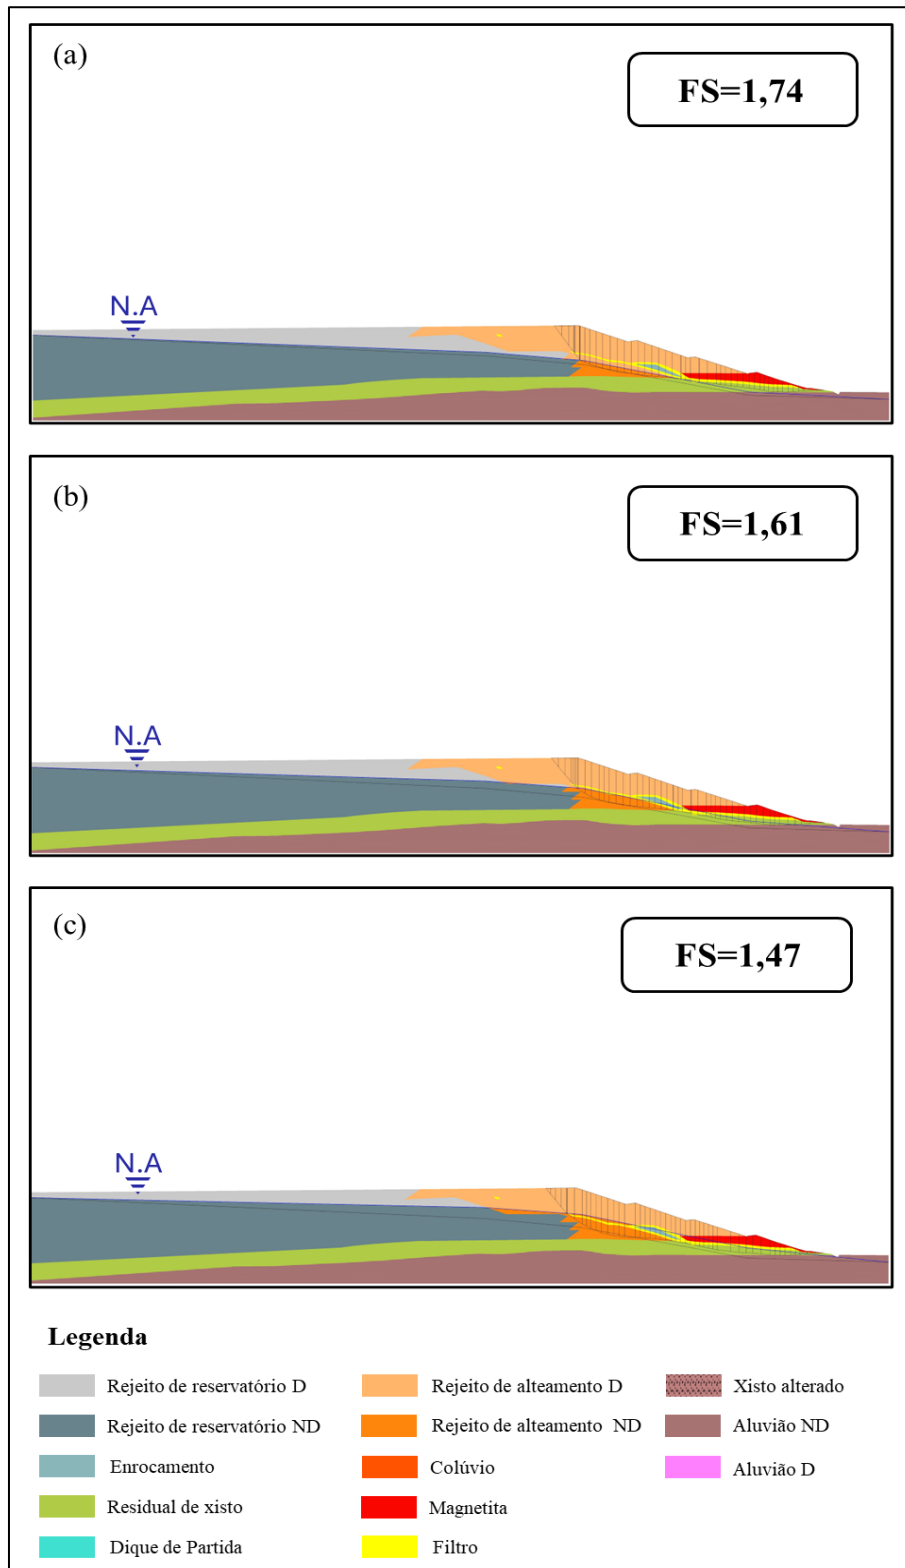 (a)
FS=1,74
N.A
(b)
FS=1,61
N.A
(c)
FS=1,47
N.A
Legenda
Rejeito de reservatório D
Rejeito de alteamento D
Xisto alterado
Rejeito de reservatório ND
Rejeito de alteamento ND
Aluvião ND
Enrocamento
Colúvio
Aluvião D
Residual de xisto
Magnetita
Dique de Partida
Filtro